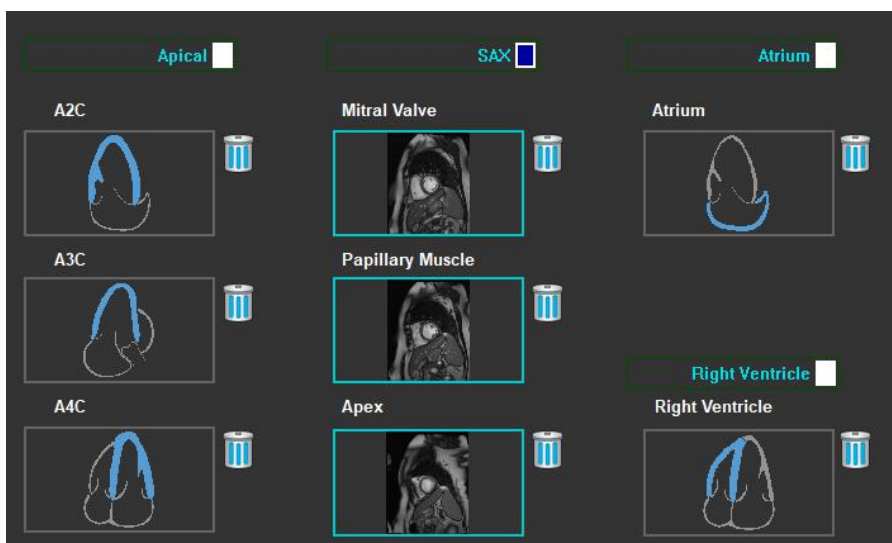 Apical
SAX
Atrium
A2C
Mitral Valve
Atrium
A3C
Papillary Muscle
Right Ventricle
A4C
Apex
Right Ventricle